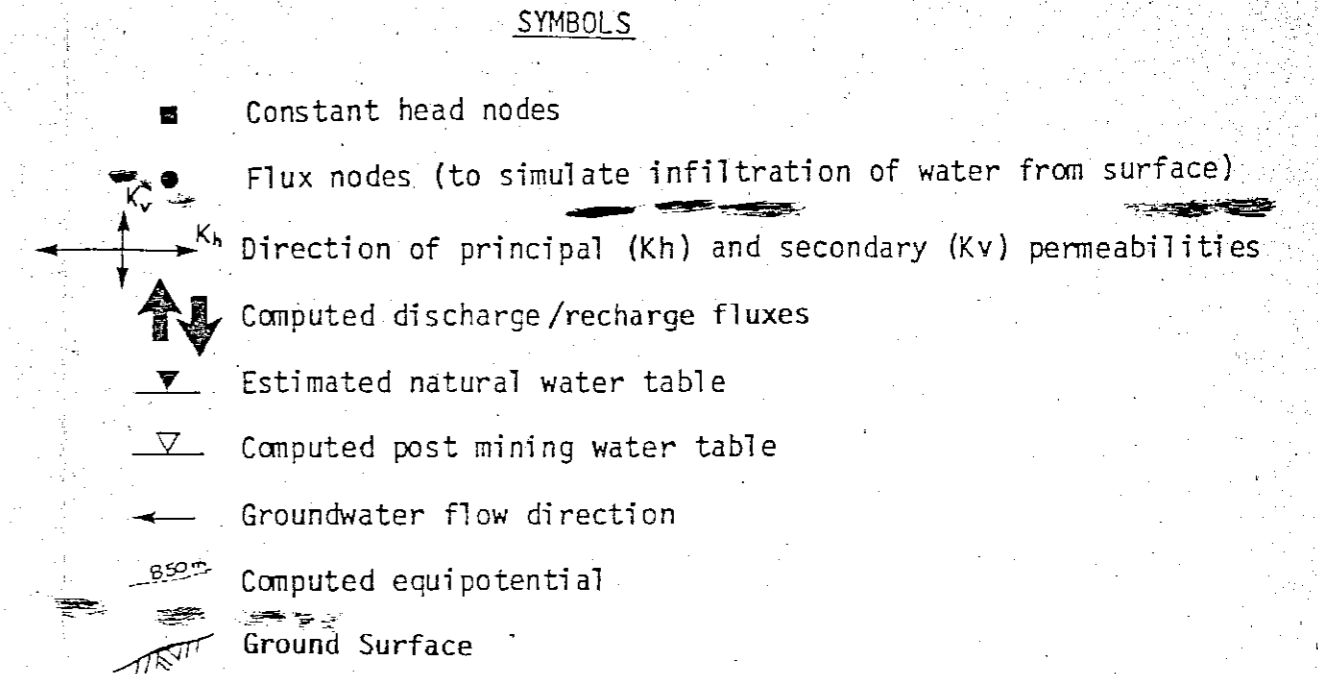 SYMBOLS
Constant head nodes
Flux nodes (to simulate infiltration of water from surface)
Kv
Kh
Direction of principal (Kh) and secondary (Kv) permeabilities
Computed discharge/recharge fluxes
Estimated natural water table
Computed post mining water table
Groundwater flow direction
850m
Computed equipotential
Ground Surface